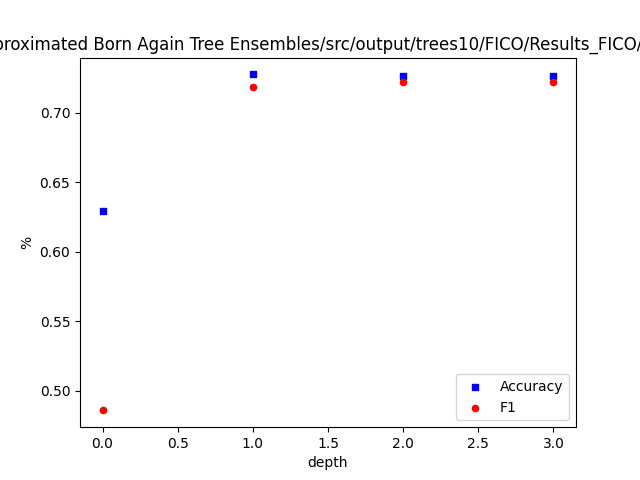 proximated Born Again Tree Ensembles/src/output/trees10/FICO/Results_FICO/
0.70
0.65
0.60
0.55
0.50
%
0.0 0.5 1.0 1.5 2.0 2.5 3.0
depth
Accuracy
F1